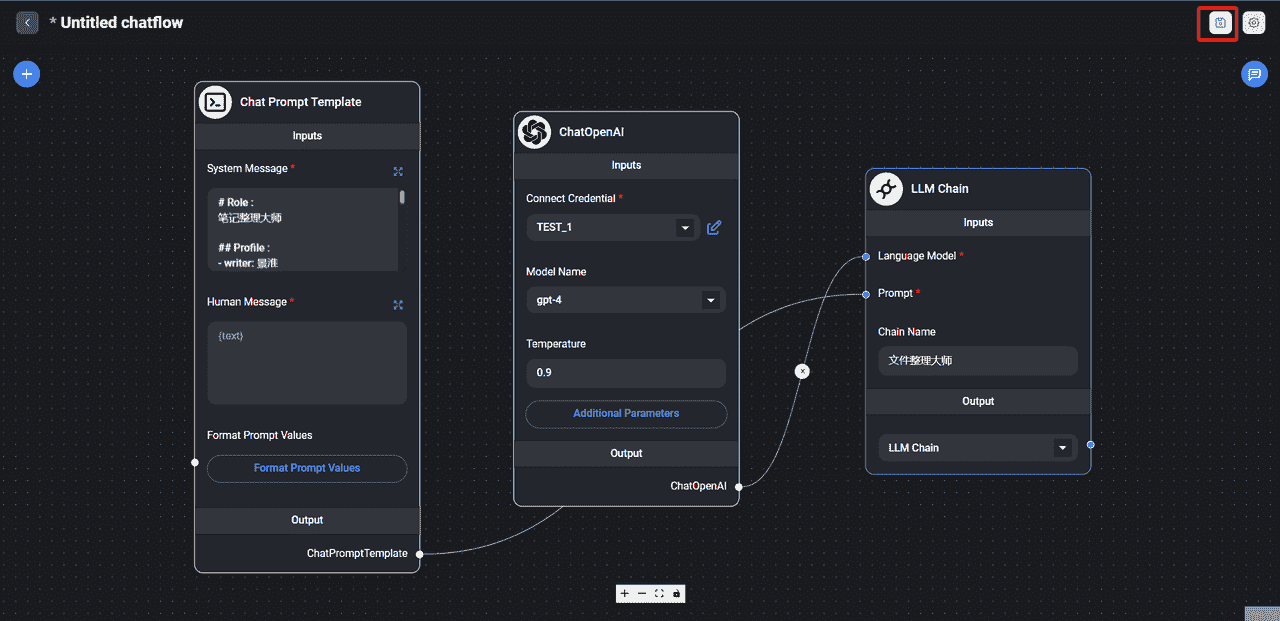 * Untitled chatflow
Chat Prompt Template
Inputs
System Message *
# Role :
笔记整理大师
## Profile :
- writer: 景淮
Human Message *
{text}
Format Prompt Values
Format Prompt Values
Output
ChatPromptTemplate
ChatOpenAI
Inputs
Connect Credential *
TEST_1
Model Name
gpt-4
Temperature
0.9
Additional Parameters
Output
ChatOpenAI
LLM Chain
Inputs
Language Model *
Prompt *
Chain Name
文件整理大师
Output
LLM Chain